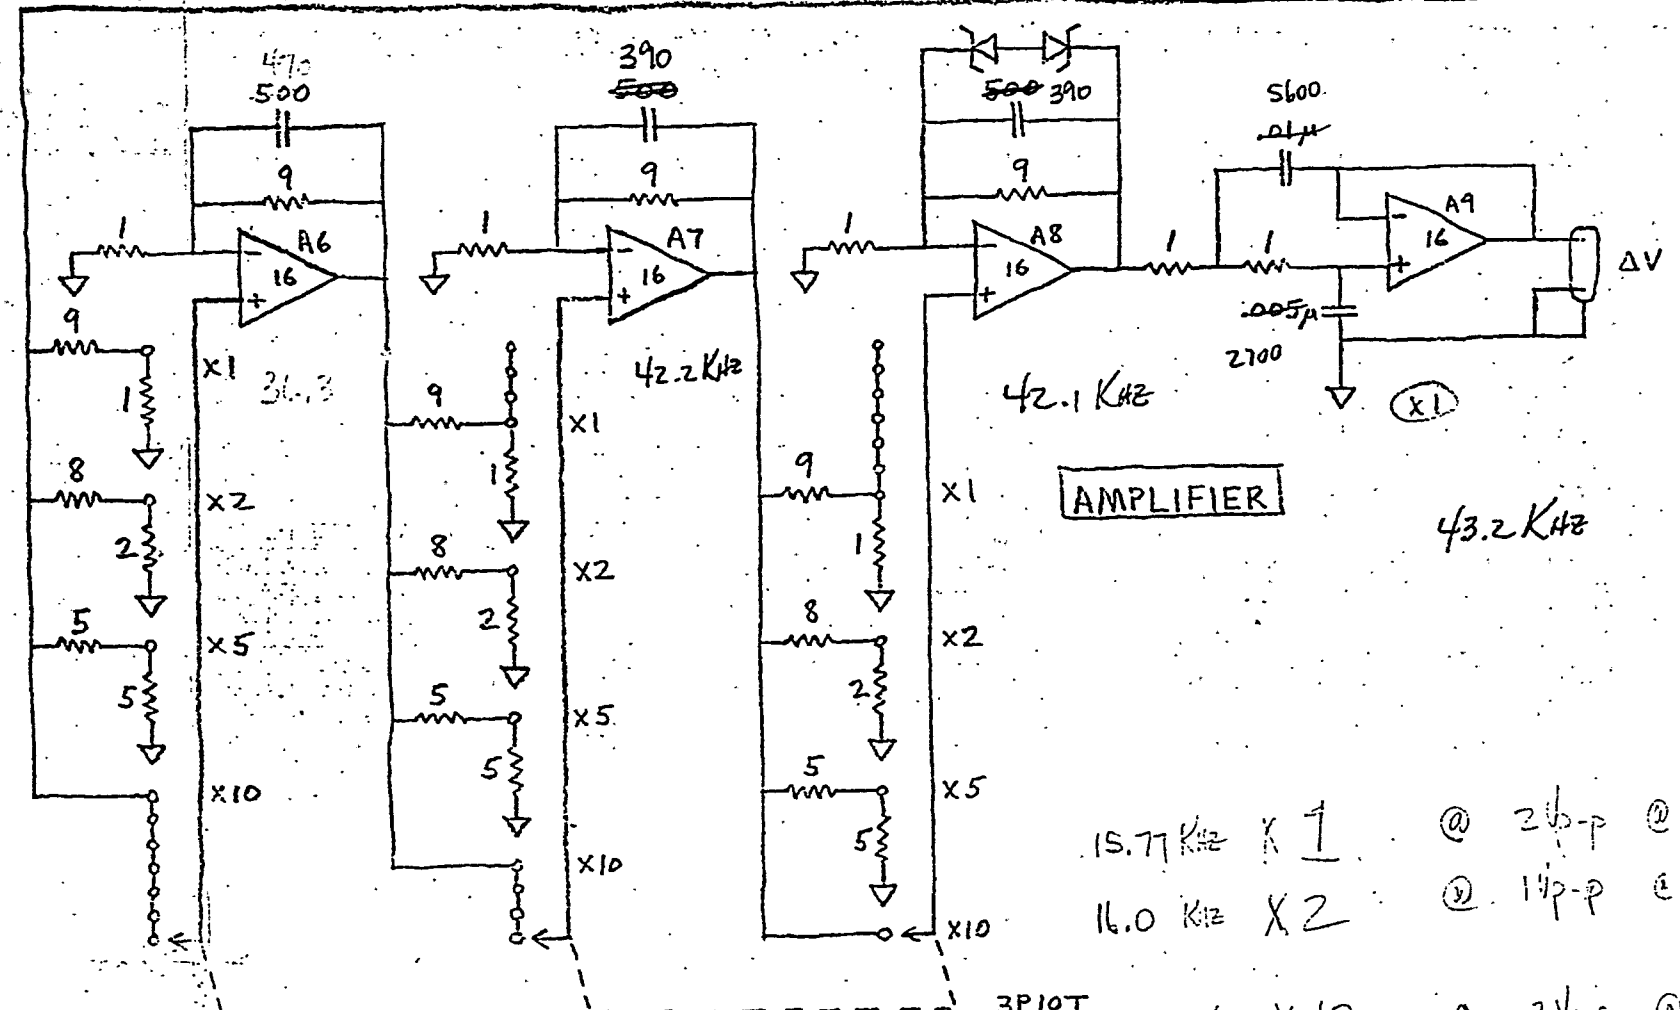 470
500
9
1
A6
16
9
x1
1
36.3
8
x2
2
5
x5
5
x10
390
500
9
1
A7
16
42.2 KHz
9
x1
1
8
x2
2
5
x5
5
x10
500 390
9
1
A8
16
42.1 KHz
9
x1
1
8
x2
2
5
x5
5
x10
5600
.01μ
1
1
A9
16
ΔV
.005μ
2700
x1
AMPLIFIER
43.2 KHz
15.77 KHz x 1 @ 2Vp-p @
16.0 KHz x2 @ 1Vp-p @
3P10T